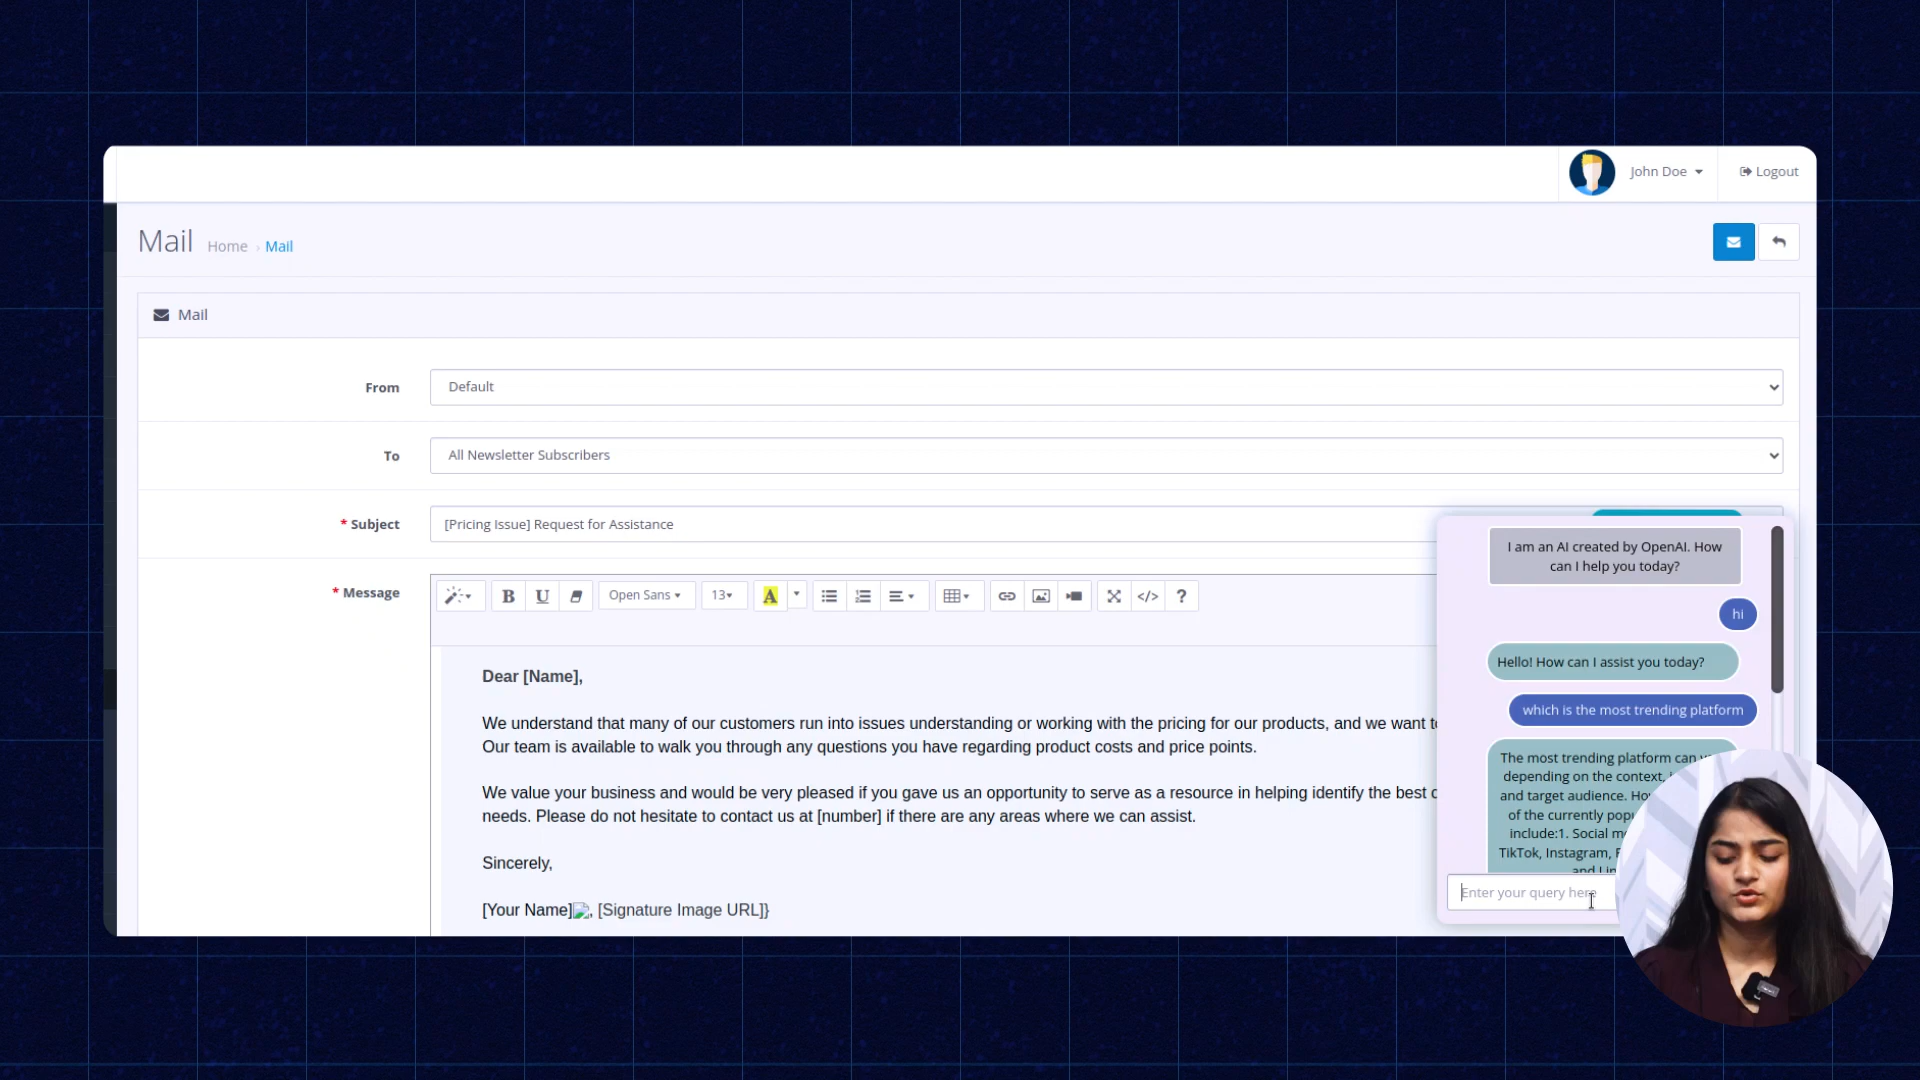 John Doe
Logout
Mail
Home › Mail
Mail
From
Default
To
All Newsletter Subscribers
* Subject
[Pricing Issue] Request for Assistance
* Message
B U Open Sans 13 A </> ?
Dear [Name],
We understand that many of our customers run into issues understanding or working with the pricing for our products, and we want
Our team is available to walk you through any questions you have regarding product costs and price points.
We value your business and would be very pleased if you gave us an opportunity to serve as a resource in helping identify the best
needs. Please do not hesitate to contact us at [number] if there are any areas where we can assist.
Sincerely,
[Your Name], [Signature Image URL]}
I am an AI created by OpenAI. How
can I help you today?
hi
Hello! How can I assist you today?
which is the most trending platform
The most trending platform can
depending on the context,
and target audience.
of the currently
include:1. Social
TikTok, Instagram,
and
Enter your query here